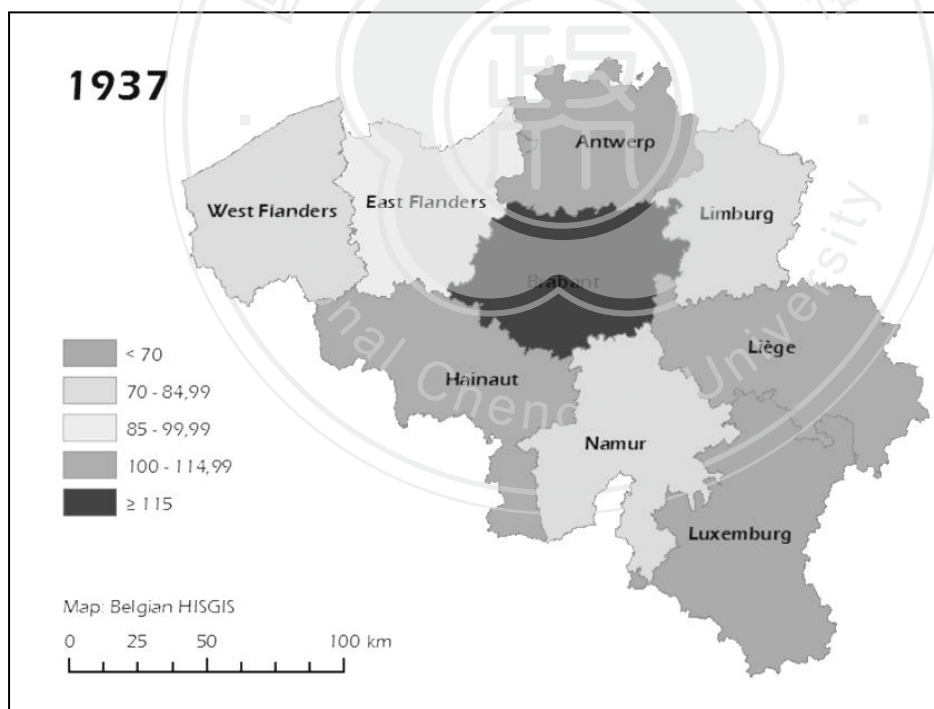 1937
Antwerp
West Flanders
East Flanders
Limburg
Brabant
Liège
Hainaut
Namur
Luxemburg
< 70
70 - 84,99
85 - 99,99
100 - 114,99
≥ 115
Map: Belgian HISGIS
0 25 50 100 km
University